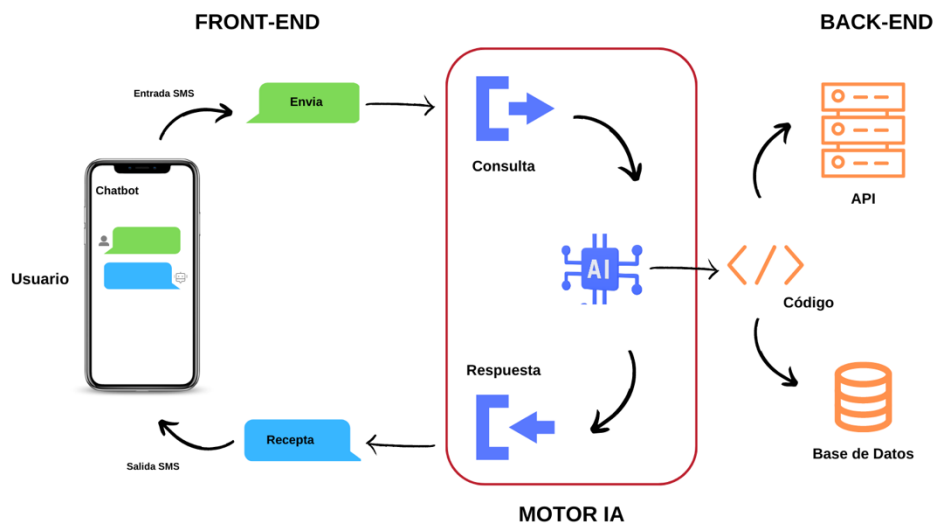 FRONT-END
BACK-END
Entrada SMS
Envia
Consulta
Chatbot
API
AI
Usuario
Código
Respuesta
Recepta
Base de Datos
Salida SMS
MOTOR IA